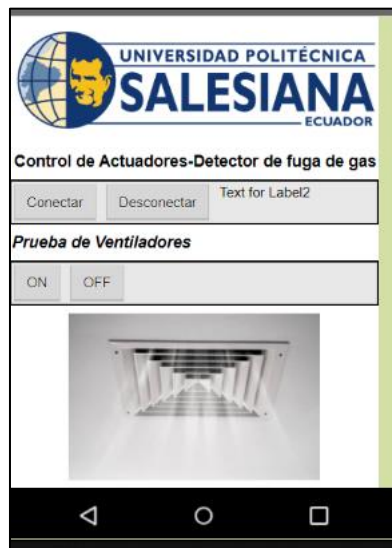 UNIVERSIDAD POLITÉCNICA
SALESIANA
ECUADOR
Control de Actuadores-Detector de fuga de gas
Conectar Desconectar Text for Label2
Prueba de Ventiladores
ON OFF